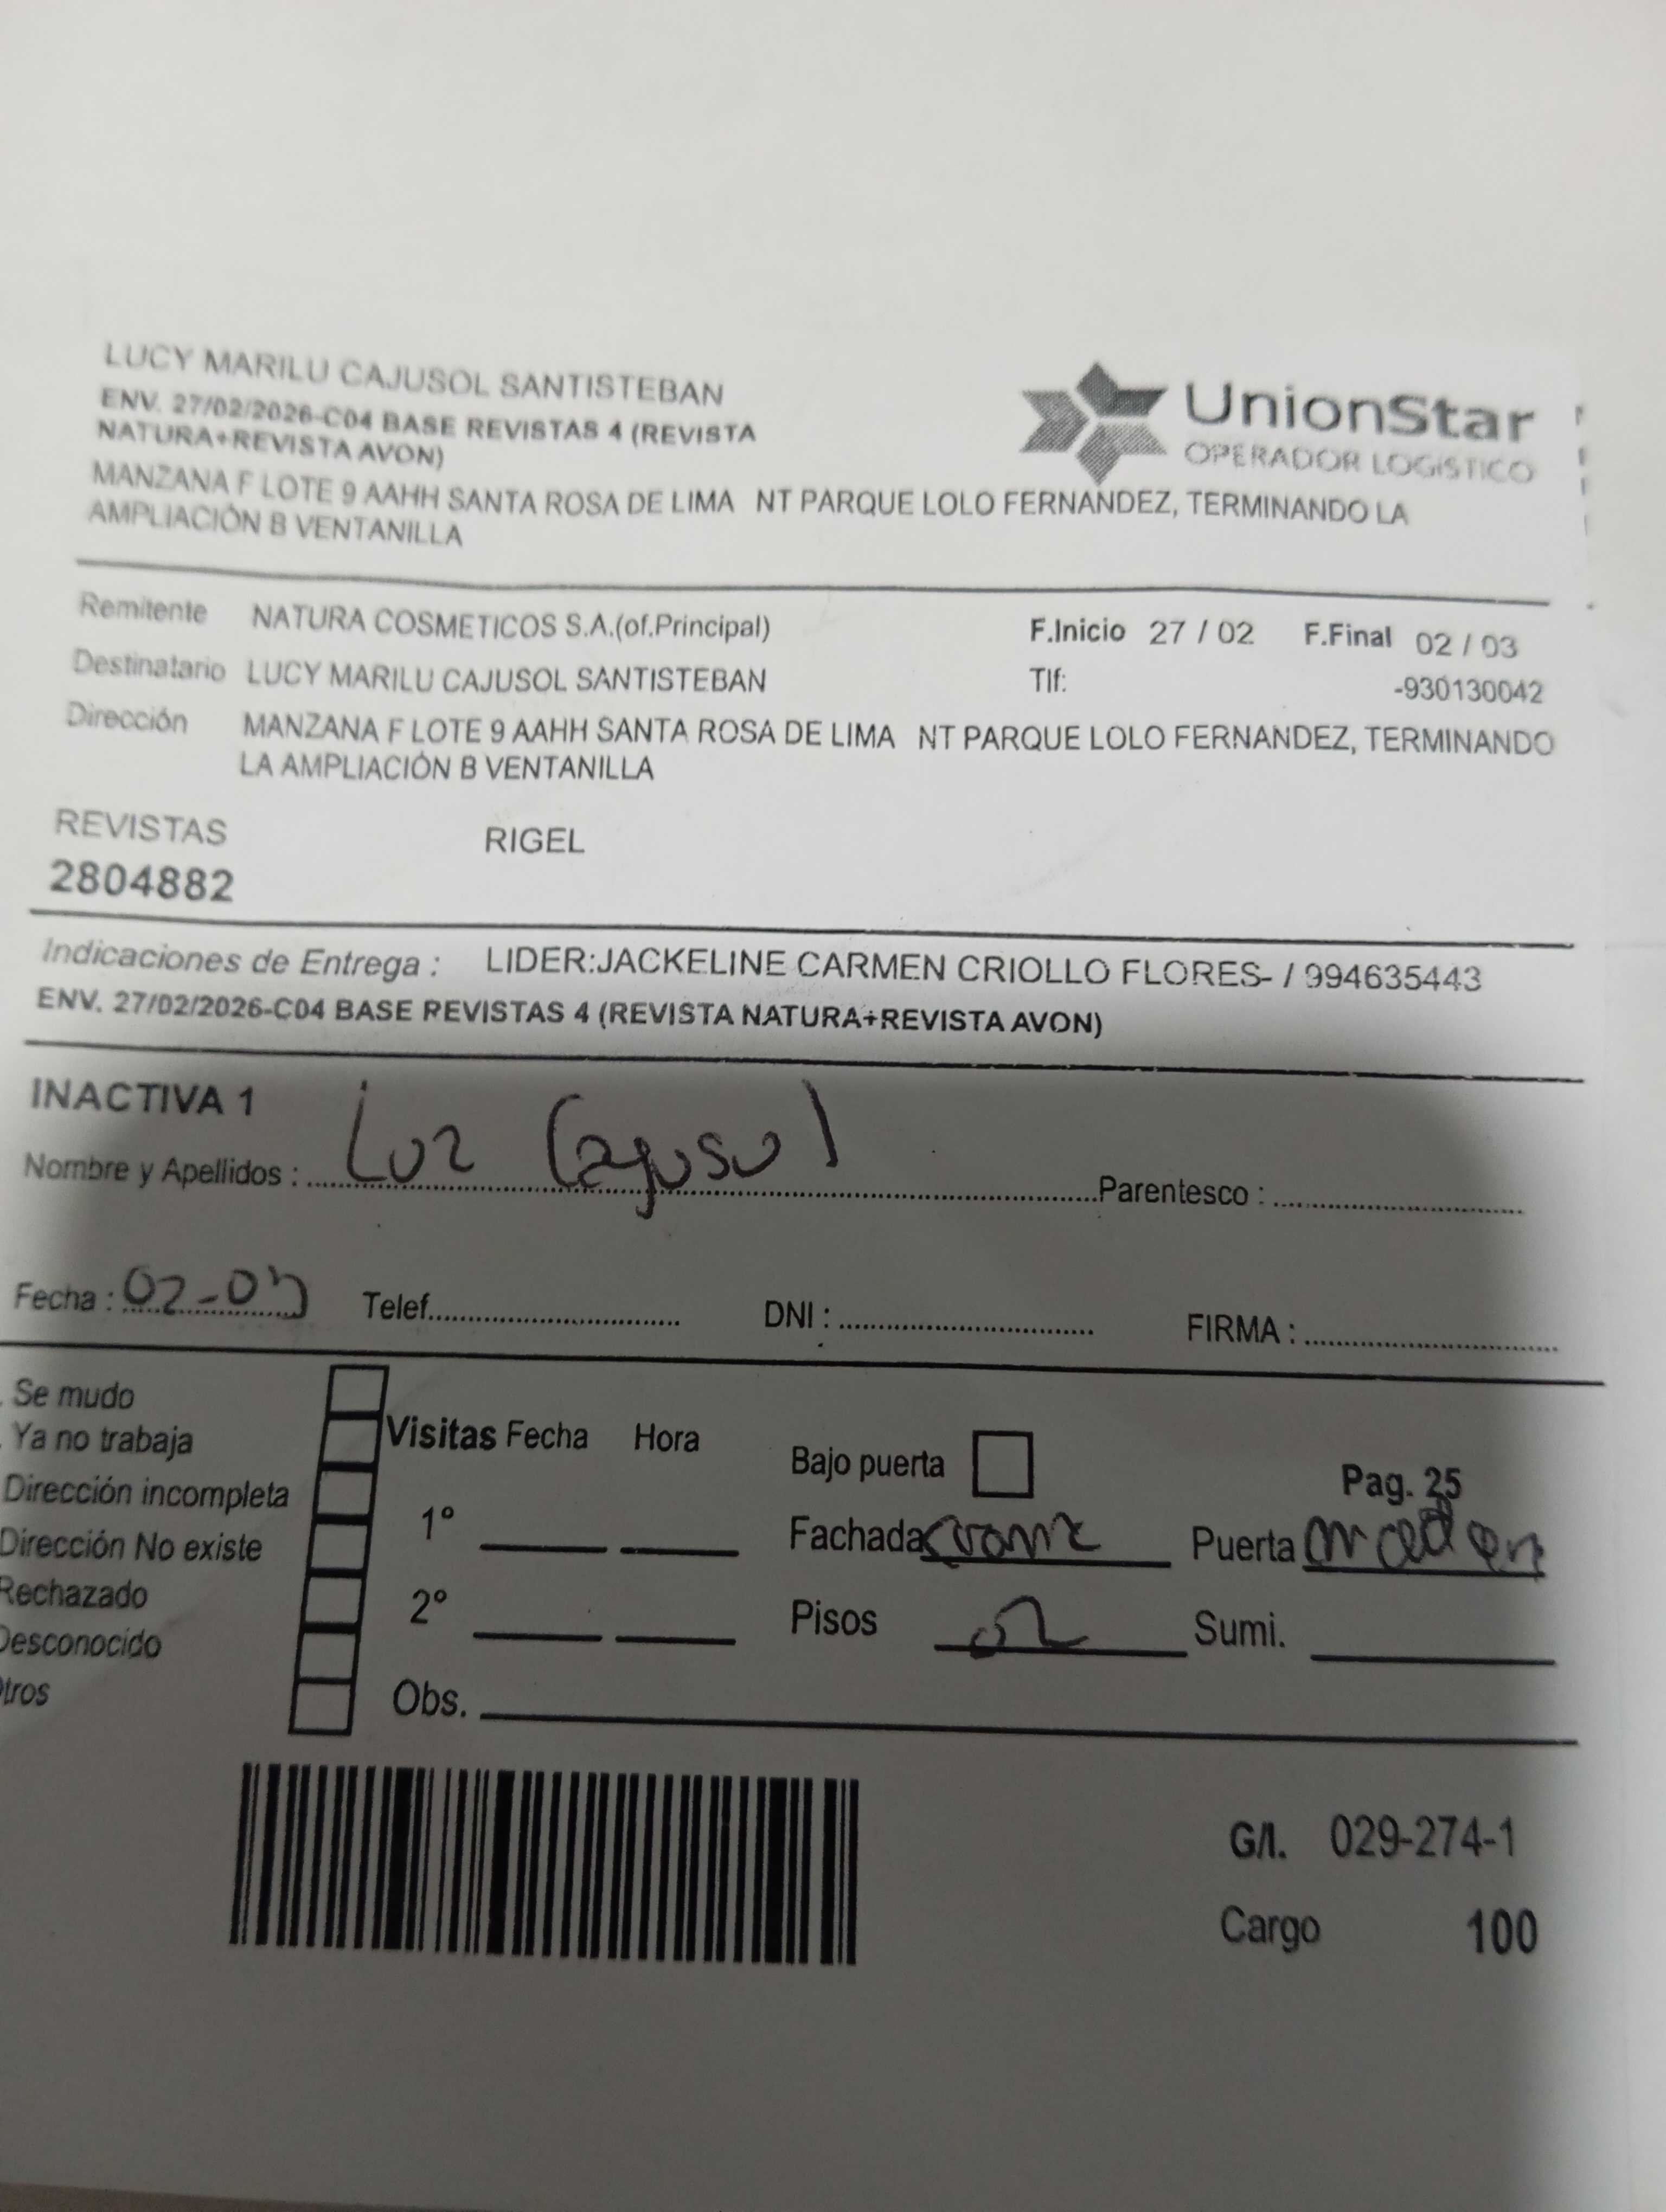 LUCY MARILU CAJUSOL SANTISTEBAN
ENV. 27/02/2026-C04 BASE REVISTAS 4 (REVISTA
NATURA+REVISTA AVON)
MANZANA F LOTE 9 AAHH SANTA ROSA DE LIMA NT PARQUE LOLO FERNANDEZ, TERMINANDO LA
AMPLIACIÓN B VENTANILLA
UnionStar
OPERADOR LOGÍSTICO
Remitente NATURA COSMETICOS S.A.(of.Principal) F.Inicio 27 / 02 F.Final 02 / 03
Destinatario LUCY MARILU CAJUSOL SANTISTEBAN Tlf: -930130042
Dirección MANZANA F LOTE 9 AAHH SANTA ROSA DE LIMA NT PARQUE LOLO FERNANDEZ, TERMINANDO
LA AMPLIACIÓN B VENTANILLA
REVISTAS RIGEL
2804882
Indicaciones de Entrega : LIDER:JACKELINE CARMEN CRIOLLO FLORES- / 994635443
ENV. 27/02/2026-C04 BASE REVISTAS 4 (REVISTA NATURA+REVISTA AVON)
INACTIVA 1
Nombre y Apellidos : Luz Cajusol Parentesco :
Fecha : 02-03 Telef. DNI : FIRMA :
Se mudo
Ya no trabaja
Dirección incompleta
Dirección No existe
Rechazado
Desconocido
Otros
Visitas Fecha Hora
1º
2º
Obs.
Bajo puerta
Pag. 25
Fachada Puerta
Pisos 02 Sumi.
G/I. 029-274-1
Cargo 100